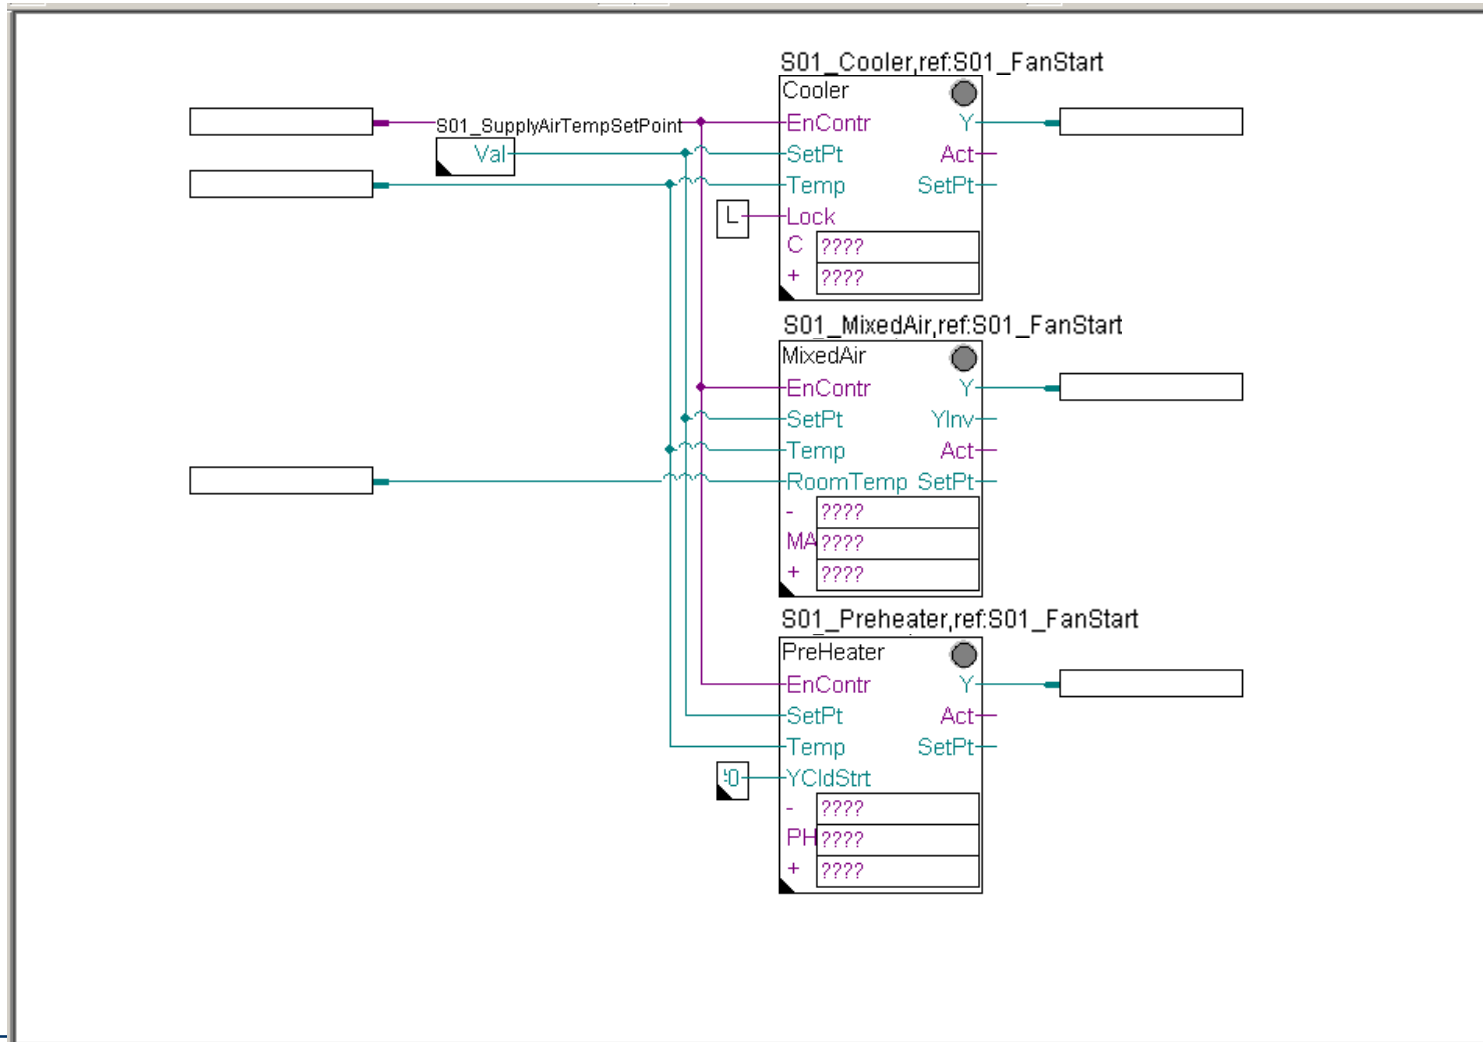 S01_Cooler,ref:S01_FanStart
Cooler
S01_SupplyAirTempSetPoint
EnContr Y
Val
SetPt Act
Temp SetPt
L
Lock
C ????
+ ????
S01_MixedAir,ref:S01_FanStart
MixedAir
EnContr Y
SetPt YInv
Temp Act
RoomTemp SetPt
- ????
MA ????
+ ????
S01_Preheater,ref:S01_FanStart
PreHeater
EnContr Y
SetPt Act
Temp SetPt
YCldStrt
- ????
PH ????
+ ????